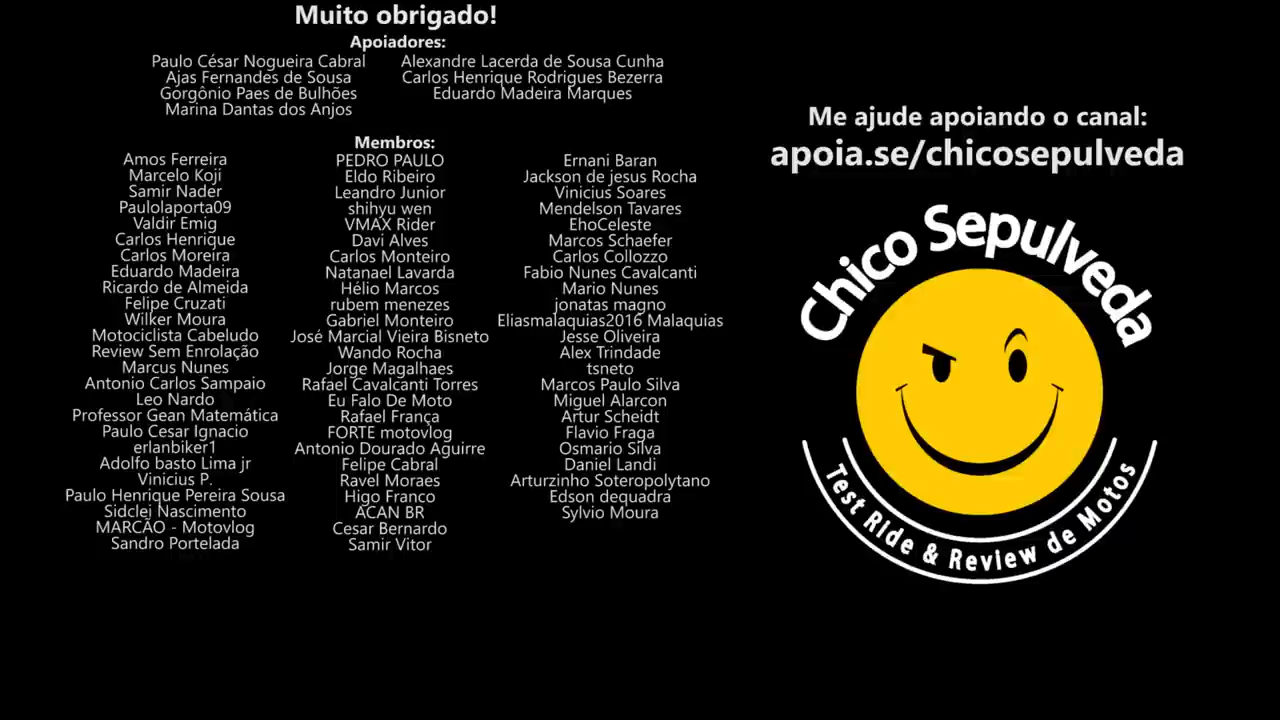 Muito obrigado!
Apoiadores:
Paulo César Nogueira Cabral
Ajas Fernandes de Sousa
Gorgônio Paes de Bulhões
Marina Dantas dos Anjos
Alexandre Lacerda de Sousa Cunha
Carlos Henrique Rodrigues Bezerra
Eduardo Madeira Marques
Membros:
Amos Ferreira
Marcelo Koji
Samir Nader
Paulolaporta09
Valdir Emig
Carlos Henrique
Carlos Moreira
Eduardo Madeira
Ricardo de Almeida
Felipe Cruzati
Wilker Moura
Motociclista Cabeludo
Review Sem Enrolação
Marcus Nunes
Antonio Carlos Sampaio
Leo Nardo
Professor Gean Matemática
Paulo Cesar Ignacio
erlanbiker1
Adolfo basto Lima jr
Vinicius P.
Paulo Henrique Pereira Sousa
Sidclei Nascimento
MARCÃO - Motovlog
Sandro Portelada
PEDRO PAULO
Eldo Ribeiro
Leandro Junior
shihyu wen
VMAX Rider
Davi Alves
Carlos Monteiro
Natanael Lavarda
Hélio Marcos
rubem menezes
Gabriel Monteiro
José Marcial Vieira Bisneto
Wando Rocha
Jorge Magalhaes
Rafael Cavalcanti Torres
Eu Falo De Moto
Rafael França
FORTE motovlog
Antonio Dourado Aguirre
Felipe Cabral
Ravel Moraes
Higo Franco
ACAN BR
Cesar Bernardo
Samir Vitor
Ernani Baran
Jackson de jesus Rocha
Vinicius Soares
Mendelson Tavares
EhoCeleste
Marcos Schaefer
Carlos Collozzo
Fabio Nunes Cavalcanti
Mario Nunes
jonatas magno
Eliasmalaquias2016 Malaquias
Jesse Oliveira
Alex Trindade
tsneto
Marcos Paulo Silva
Miguel Alarcon
Artur Scheidt
Flavio Fraga
Osmario Silva
Daniel Landi
Arturzinho Soteropolytano
Edson dequadra
Sylvio Moura
Me ajude apoiando o canal:
apoia.se/chicosepulveda
Chico Sepulveda
Test Ride & Review de Motos